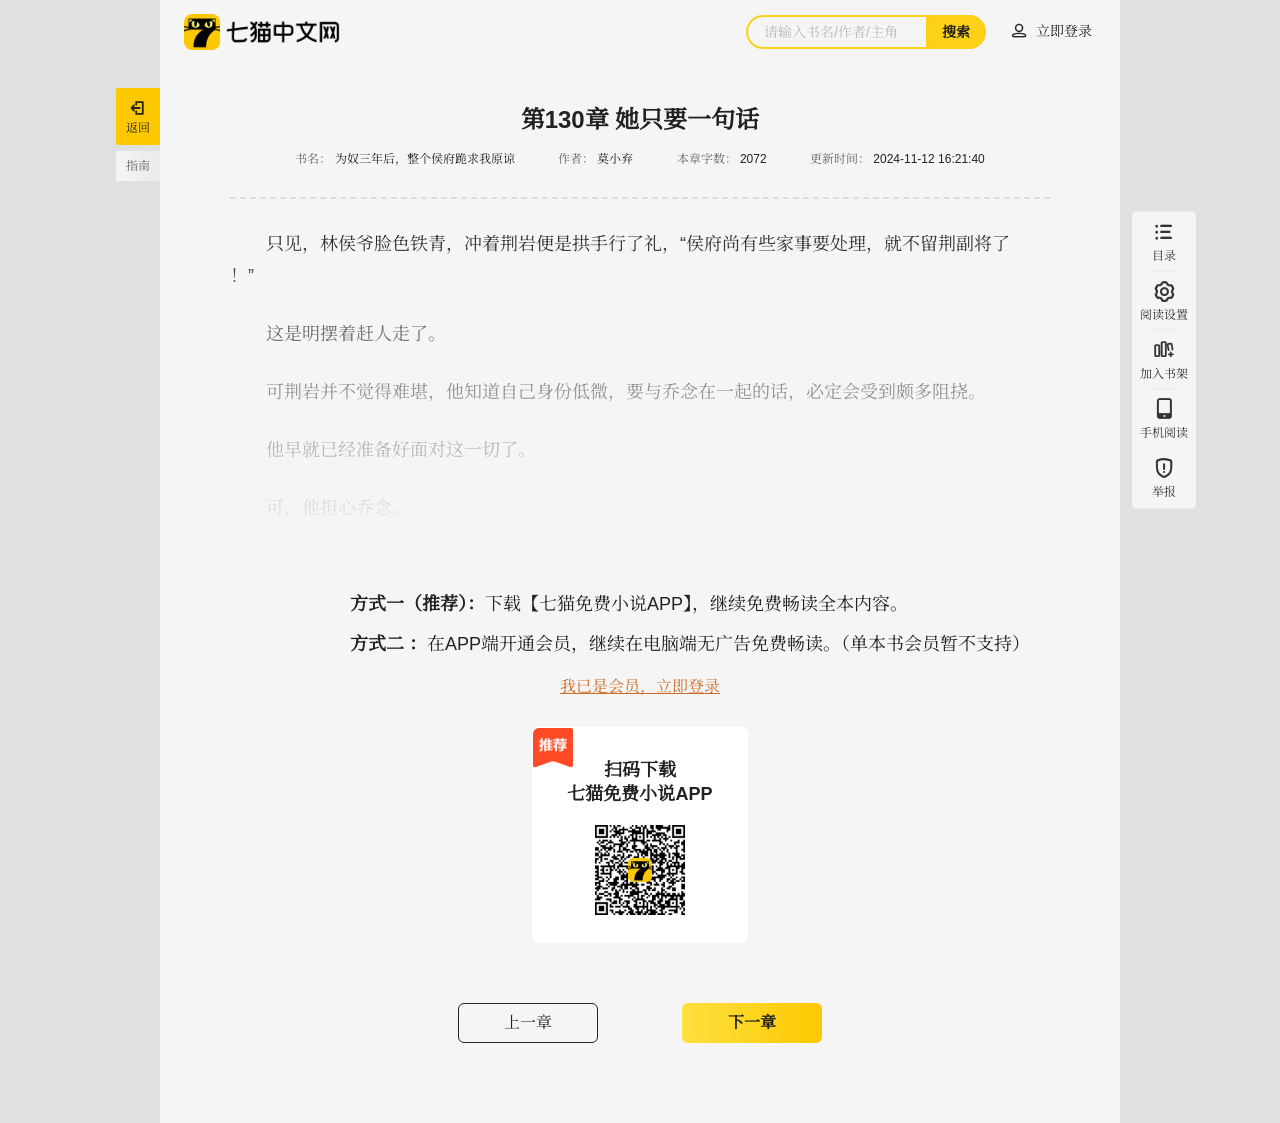 七猫中文网
请输入书名/作者/主角
搜索
立即登录
返回
指南
第130章 她只要一句话
书名： 为奴三年后，整个侯府跪求我原谅 作者： 莫小弃 本章字数： 2072 更新时间： 2024-11-12 16:21:40
只见，林侯爷脸色铁青，冲着荆岩便是拱手行了礼，“侯府尚有些家事要处理，就不留荆副将了
！”
这是明摆着赶人走了。
可荆岩并不觉得难堪，他知道自己身份低微，要与乔念在一起的话，必定会受到颇多阻挠。
他早就已经准备好面对这一切了。
可，他担心乔念。
目录
阅读设置
加入书架
手机阅读
举报
方式一（推荐）：下载【七猫免费小说APP】，继续免费畅读全本内容。
方式二 ：在APP端开通会员，继续在电脑端无广告免费畅读。（单本书会员暂不支持）
我已是会员，立即登录
推荐
扫码下载
七猫免费小说APP
上一章
下一章